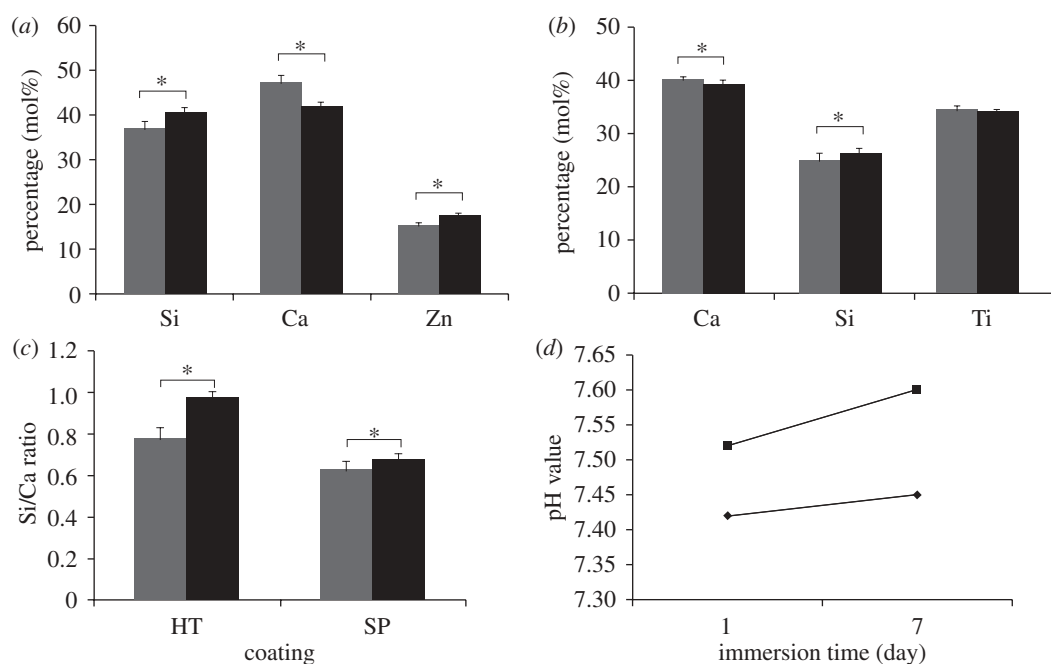 (a)
60
50
40
30
20
10
0
percentage (mol%)
*
*
*
Si Ca Zn
(b)
50
40
30
20
10
0
percentage (mol%)
*
*
Ca Si Ti
(c)
1.2
1.0
0.8
0.6
0.4
0.2
0
Si/Ca ratio
*
*
HT SP
coating
(d)
7.65
7.60
7.55
7.50
7.45
7.42
7.35
7.30
pH value
1 7
immersion time (day)